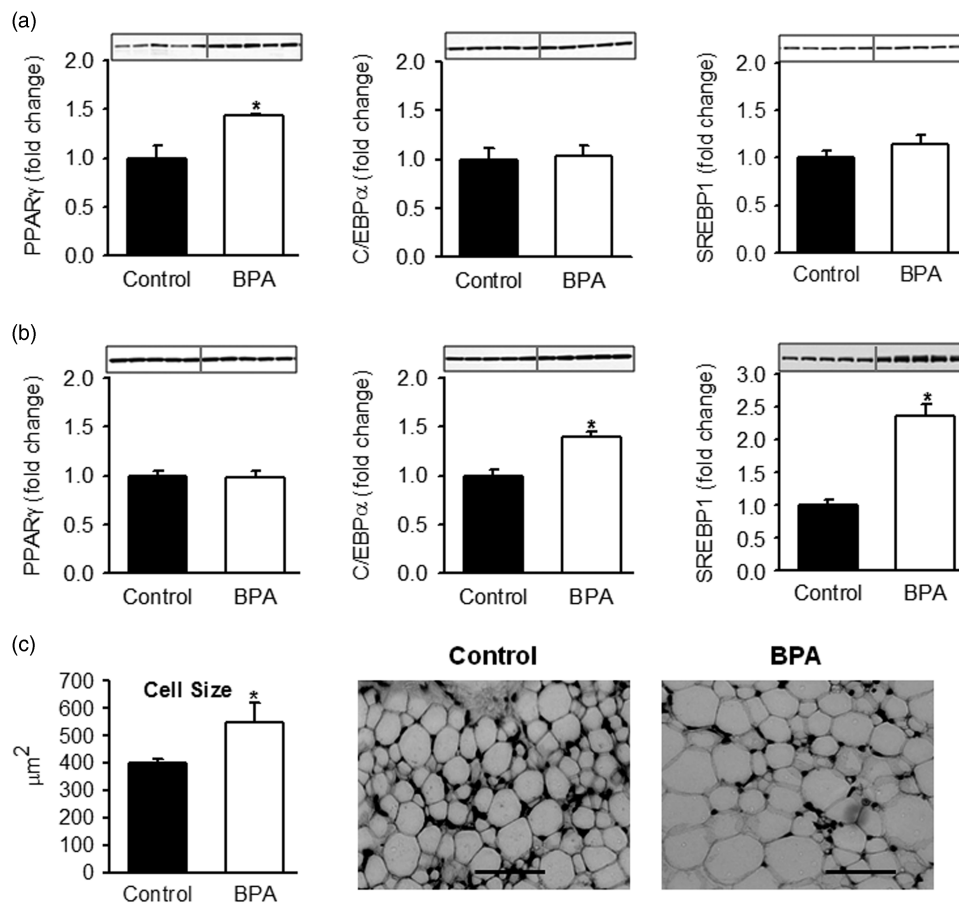 (a)
PPARγ (fold change)
2.0
1.5
1.0
0.5
0.0
*
Control BPA
C/EBPα (fold change)
2.0
1.5
1.0
0.5
0.0
Control BPA
SREBP1 (fold change)
2.0
1.5
1.0
0.5
0.0
Control BPA
(b)
PPARγ (fold change)
2.0
1.5
1.0
0.5
0.0
Control BPA
C/EBPα (fold change)
2.0
1.5
1.0
0.5
0.0
*
Control BPA
SREBP1 (fold change)
3.0
2.5
2.0
1.5
1.0
0.5
0.0
*
Control BPA
(c)
μm2
700
600
500
400
300
200
100
0
Cell Size
*
Control BPA
Control
BPA